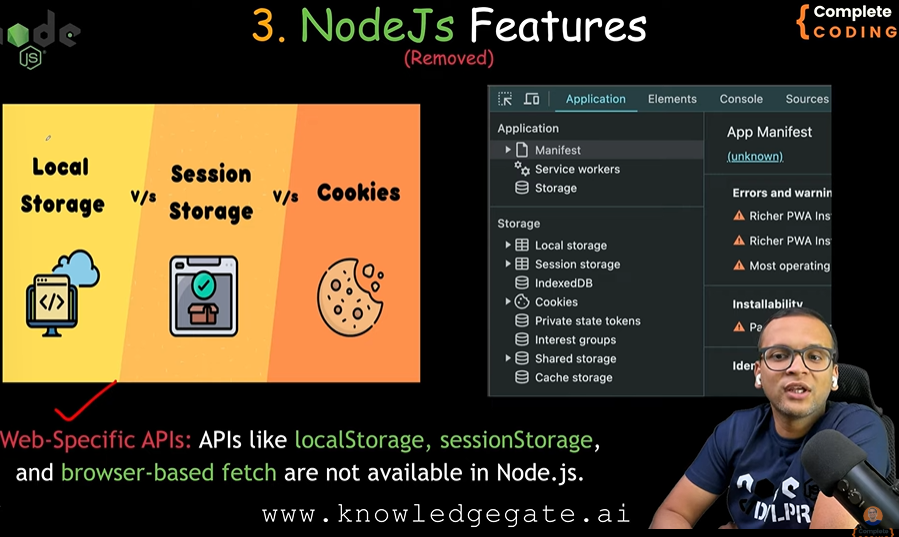 node
JS
3. NodeJs Features
(Removed)
{ Complete
CODING
Local
Storage
v/s
Session
Storage
v/s
Cookies
</>
Application
Elements
Console
Sources
Application
Manifest
Service workers
Storage
Storage
Local storage
Session storage
IndexedDB
Cookies
Private state tokens
Interest groups
Shared storage
Cache storage
App Manifest
(unknown)
Errors and warnin
Richer PWA Ins
Richer PWA Ins
Most operating
Installability
Web-Specific APIs: APIs like localStorage, sessionStorage,
and browser-based fetch are not available in Node.js.
www.knowledgegate.ai